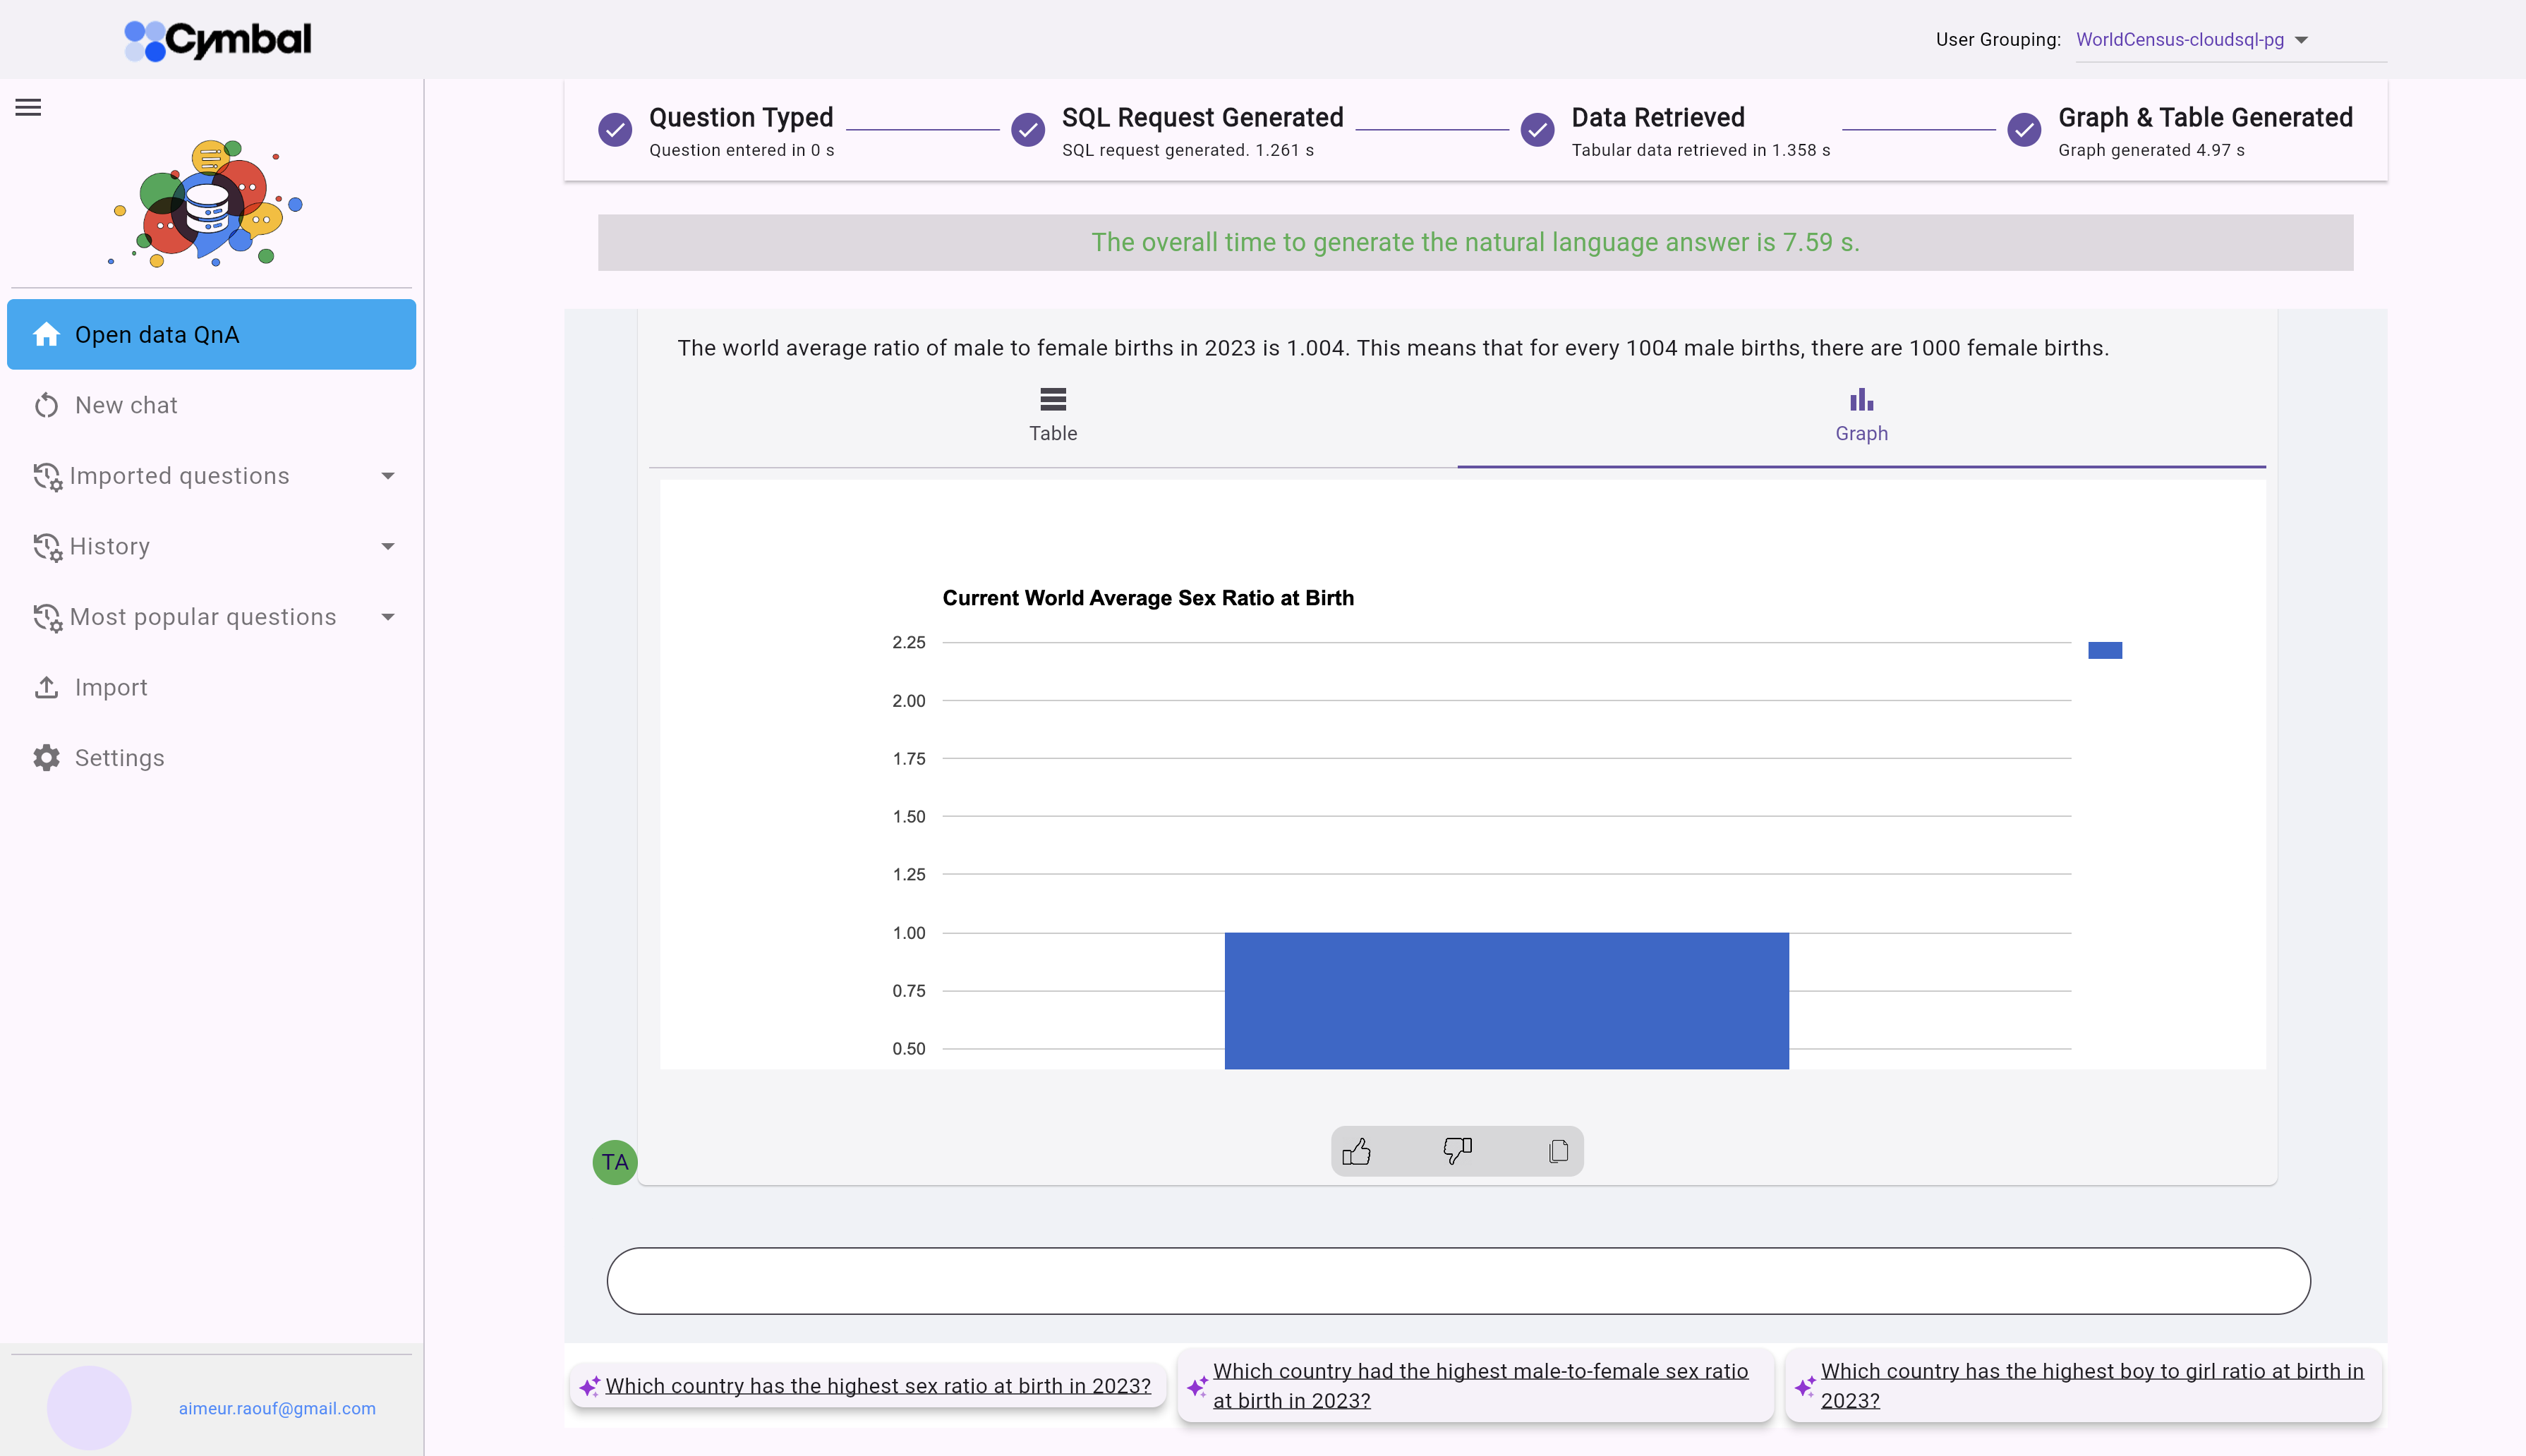 Cymbal
User Grouping: WorldCensus-cloudsql-pg
Question Typed
Question entered in 0 s
SQL Request Generated
SQL request generated. 1.261 s
Data Retrieved
Tabular data retrieved in 1.358 s
Graph & Table Generated
Graph generated 4.97 s
The overall time to generate the natural language answer is 7.59 s.
Open data QnA
New chat
Imported questions
History
Most popular questions
Import
Settings
The world average ratio of male to female births in 2023 is 1.004. This means that for every 1004 male births, there are 1000 female births.
Table
Graph
Current World Average Sex Ratio at Birth
2.25
2.00
1.75
1.50
1.25
1.00
0.75
0.50
TA
Which country has the highest sex ratio at birth in 2023?
Which country had the highest male-to-female sex ratio
at birth in 2023?
Which country has the highest boy to girl ratio at birth in
2023?
aimeur.raouf@gmail.com